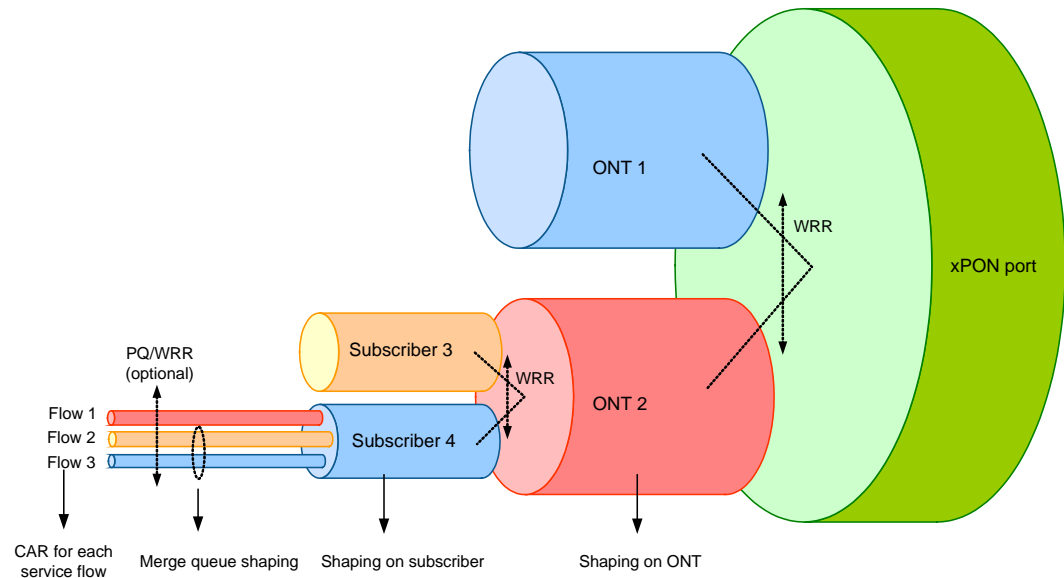 ONT 1
WRR
xPON port
Subscriber 3
PQ/WRR
(optional)
WRR
ONT 2
Flow 1
Flow 2
Flow 3
Subscriber 4
CAR for each
service flow
Merge queue shaping
Shaping on subscriber
Shaping on ONT